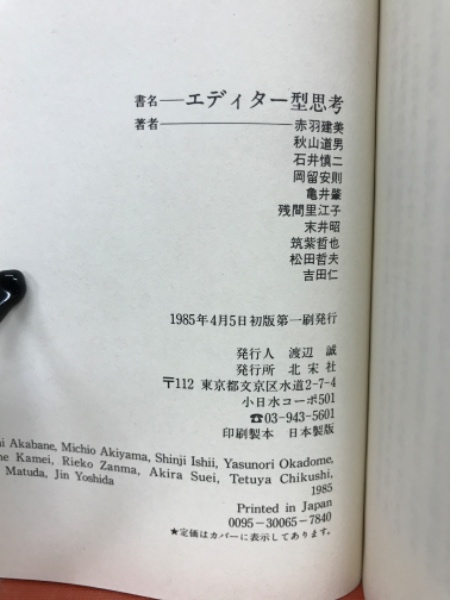 書名──エディター型思考
著者────────赤羽建美
秋山道男
石井慎二
岡留安則
亀井肇
残間里江子
末井昭
筑紫哲也
松田哲夫
吉田仁
1985年4月5日初版第一刷発行
発行人 渡辺 誠
発行所 北宋社
〒112 東京都文京区水道2-7-4
小日水コーポ501
☎03-943-5601
印刷製本 日本製版
Akabane, Michio Akiyama, Shinji Ishii, Yasunori Okadome,
Kamei, Rieko Zanma, Akira Suei, Tetuya Chikushi,
Matuda, Jin Yoshida
1985
Printed in Japan
0095-30065-7840
★定価はカバーに表示してあります。